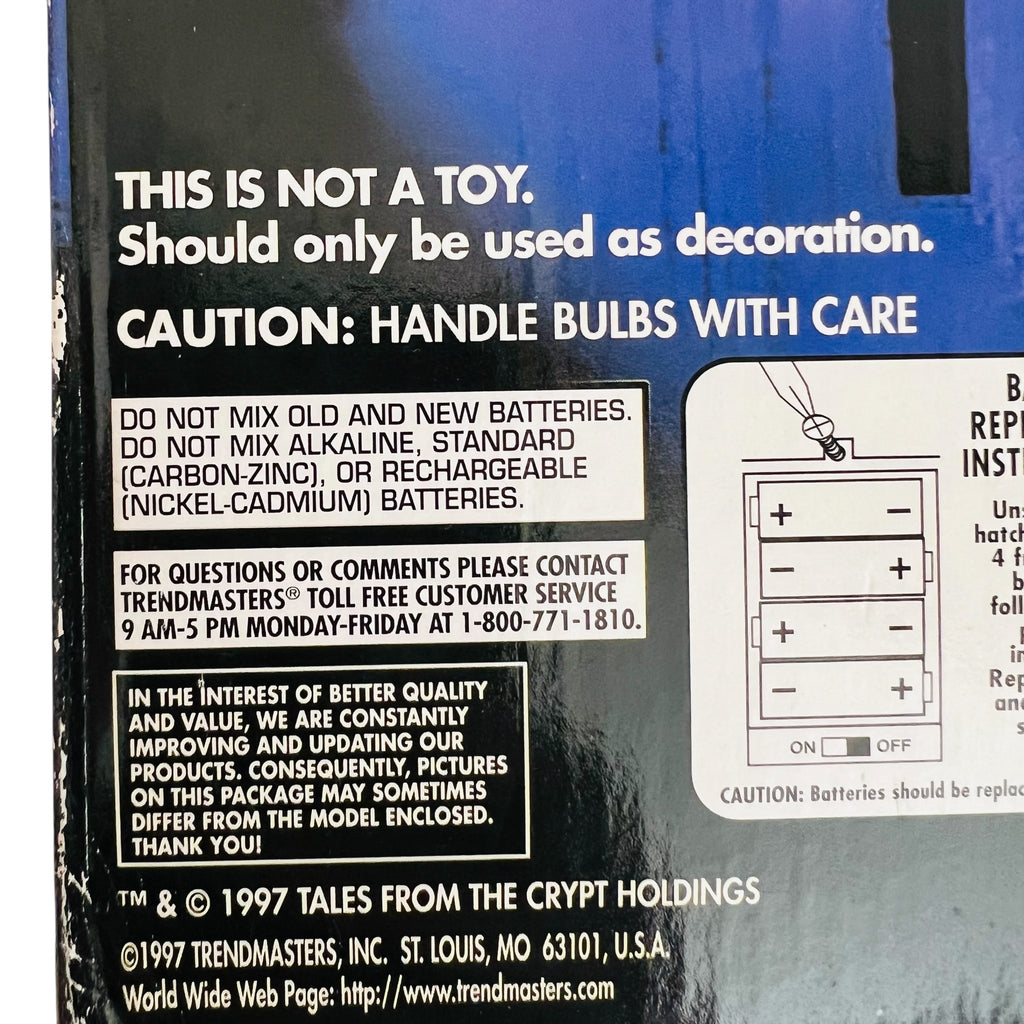 THIS IS NOT A TOY.
Should only be used as decoration.
CAUTION: HANDLE BULBS WITH CARE
DO NOT MIX OLD AND NEW BATTERIES.
DO NOT MIX ALKALINE, STANDARD
(CARBON-ZINC), OR RECHARGEABLE
(NICKEL-CADMIUM) BATTERIES.
FOR QUESTIONS OR COMMENTS PLEASE CONTACT
TRENDMASTERS® TOLL FREE CUSTOMER SERVICE
9 AM-5 PM MONDAY-FRIDAY AT 1-800-771-1810.
IN THE INTEREST OF BETTER QUALITY
AND VALUE, WE ARE CONSTANTLY
IMPROVING AND UPDATING OUR
PRODUCTS. CONSEQUENTLY, PICTURES
ON THIS PACKAGE MAY SOMETIMES
DIFFER FROM THE MODEL ENCLOSED.
THANK YOU!
™ & © 1997 TALES FROM THE CRYPT HOLDINGS
©1997 TRENDMASTERS, INC. ST. LOUIS, MO 63101, U.S.A.
World Wide Web Page: http://www.trendmasters.com
+ −
− +
+ −
− +
ON OFF
4
CAUTION: Batteries should be